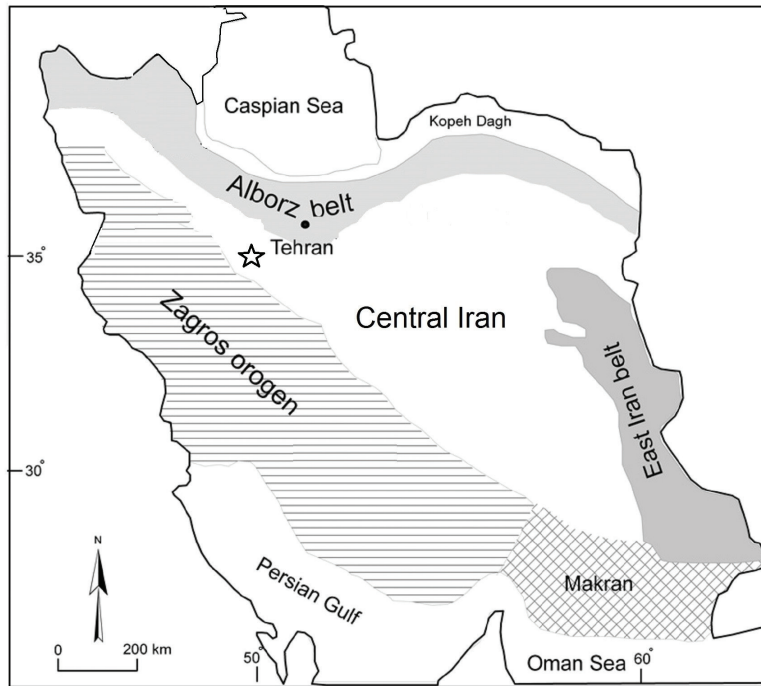 Caspian Sea
Kopeh Dagh
Alborz belt
Tehran
35°
Central Iran
Zagros orogen
East Iran belt
30°
N
Makran
Persian Gulf
0 200 km
50°
Oman Sea
60°